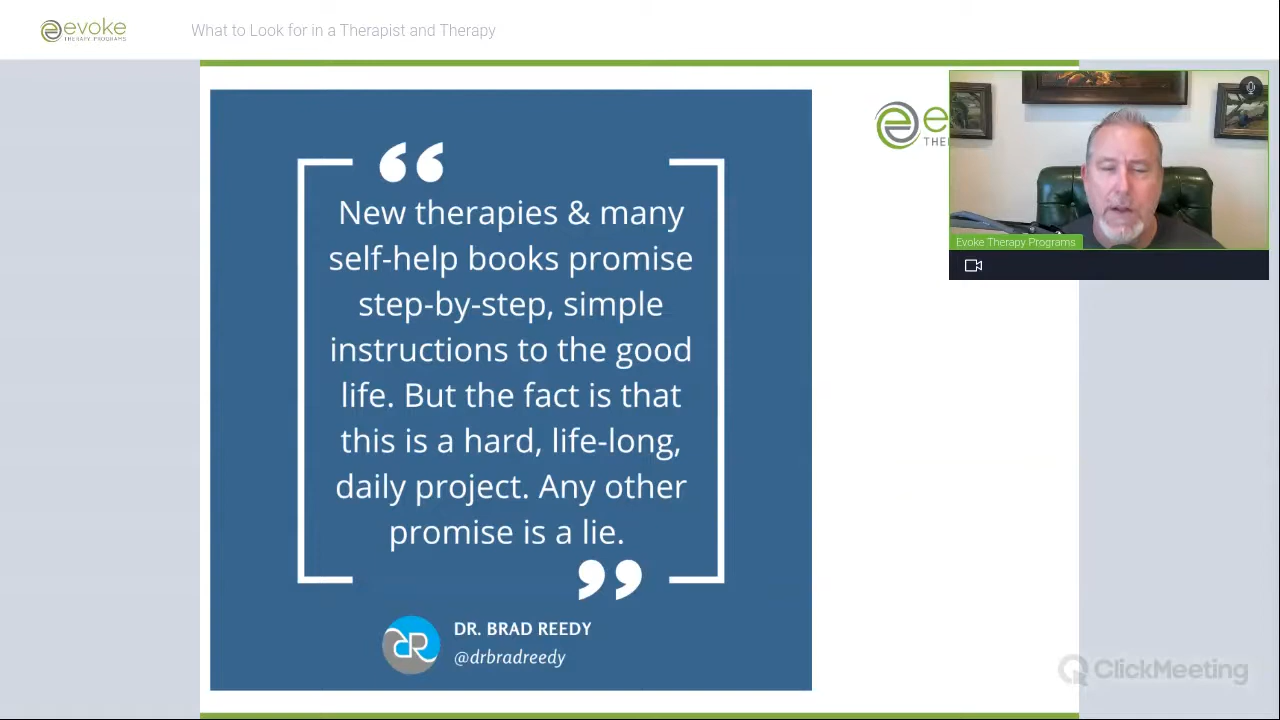 evoke
THERAPY PROGRAMS
What to Look for in a Therapist and Therapy
e
THE
Evoke Therapy Programs
“
New therapies & many
self-help books promise
step-by-step, simple
instructions to the good
life. But the fact is that
this is a hard, life-long,
daily project. Any other
promise is a lie.
”
DR. BRAD REEDY
@drbradreedy
ClickMeeting